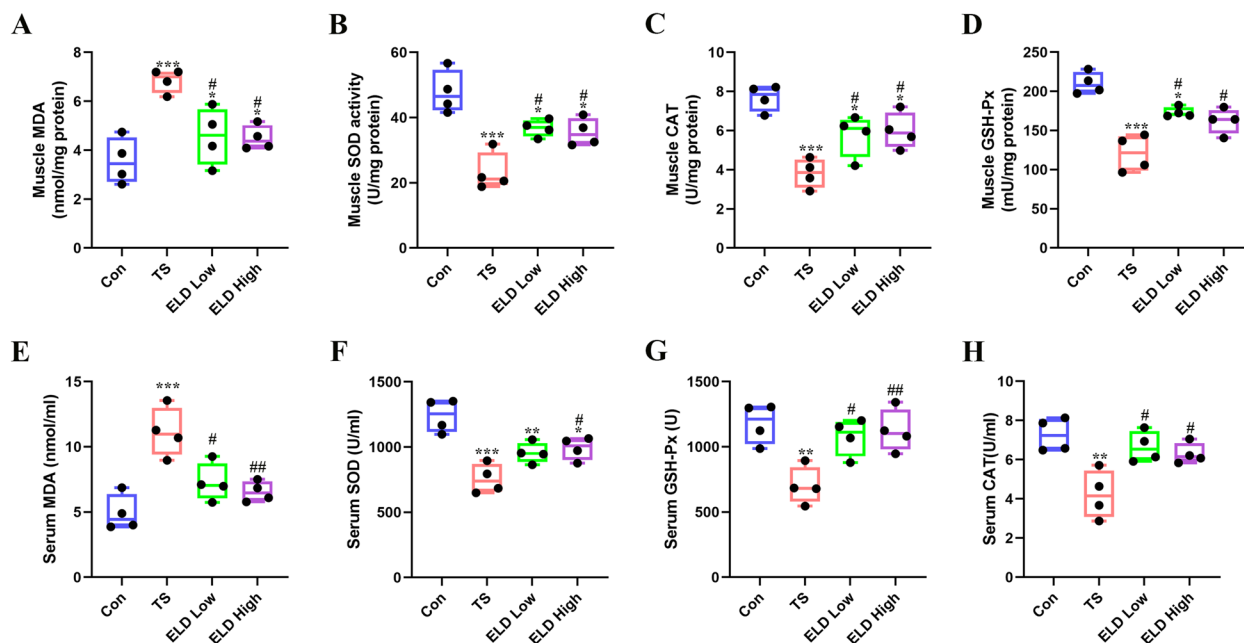 A
Muscle MDA
(nmol/mg protein)
8
6
4
2
0
***
#
*
#
*
Con
TS
ELD Low
ELD High
B
Muscle SOD activity
(U/mg protein)
60
40
20
0
***
#
*
#
*
Con
TS
ELD Low
ELD High
C
Muscle CAT
(U/mg protein)
10
8
6
4
2
0
***
#
*
#
*
Con
TS
ELD Low
ELD High
D
Muscle GSH-Px
(mU/mg protein)
250
200
150
100
50
0
***
#
*
#
Con
TS
ELD Low
ELD High
E
Serum MDA (nmol/ml)
15
10
5
0
***
#
##
Con
TS
ELD Low
ELD High
F
Serum SOD (U/ml)
1500
1000
500
0
***
**
#
*
Con
TS
ELD Low
ELD High
G
Serum GSH-Px (U)
1500
1000
500
0
**
#
##
Con
TS
ELD Low
ELD High
H
Serum CAT(U/ml)
10
8
6
4
2
0
**
#
#
Con
TS
ELD Low
ELD High